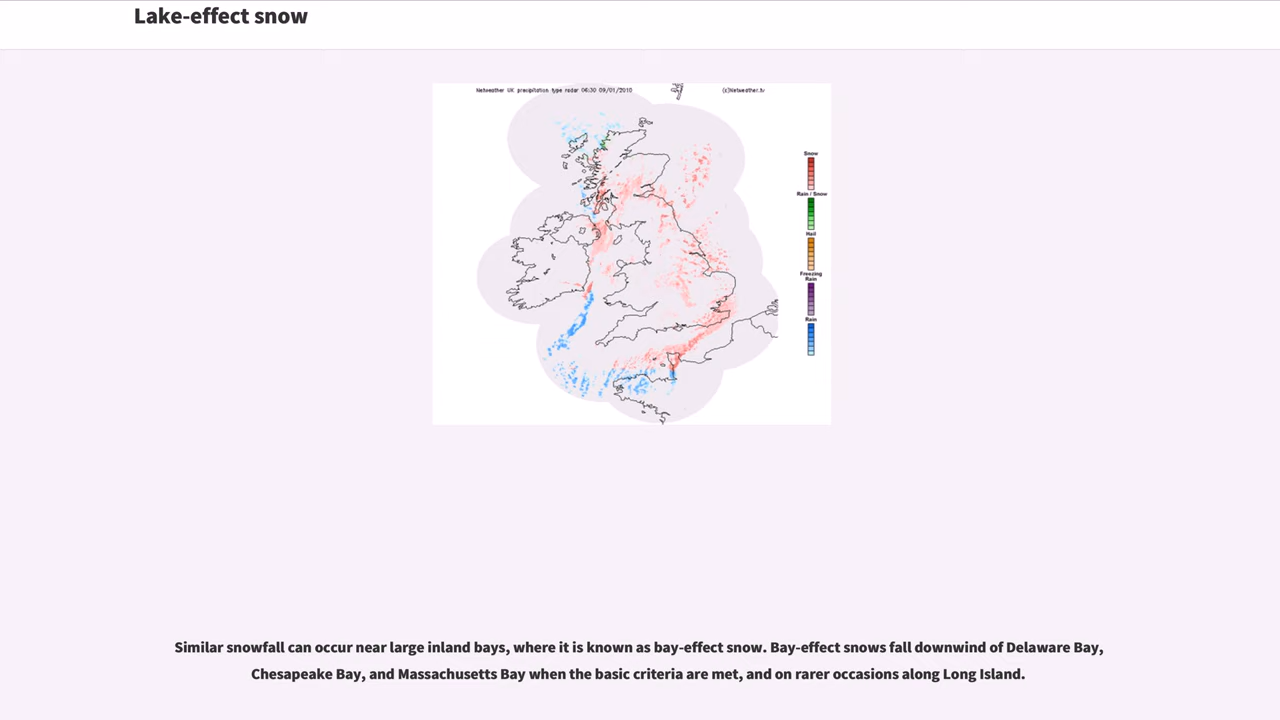 Lake-effect snow
Netweather UK precipitation type radar 06:30 09/01/2010
(c)Netweather.tv
Snow
Rain / Snow
Hail
Freezing
Rain
Rain
Similar snowfall can occur near large inland bays, where it is known as bay-effect snow. Bay-effect snows fall downwind of Delaware Bay,
Chesapeake Bay, and Massachusetts Bay when the basic criteria are met, and on rarer occasions along Long Island.